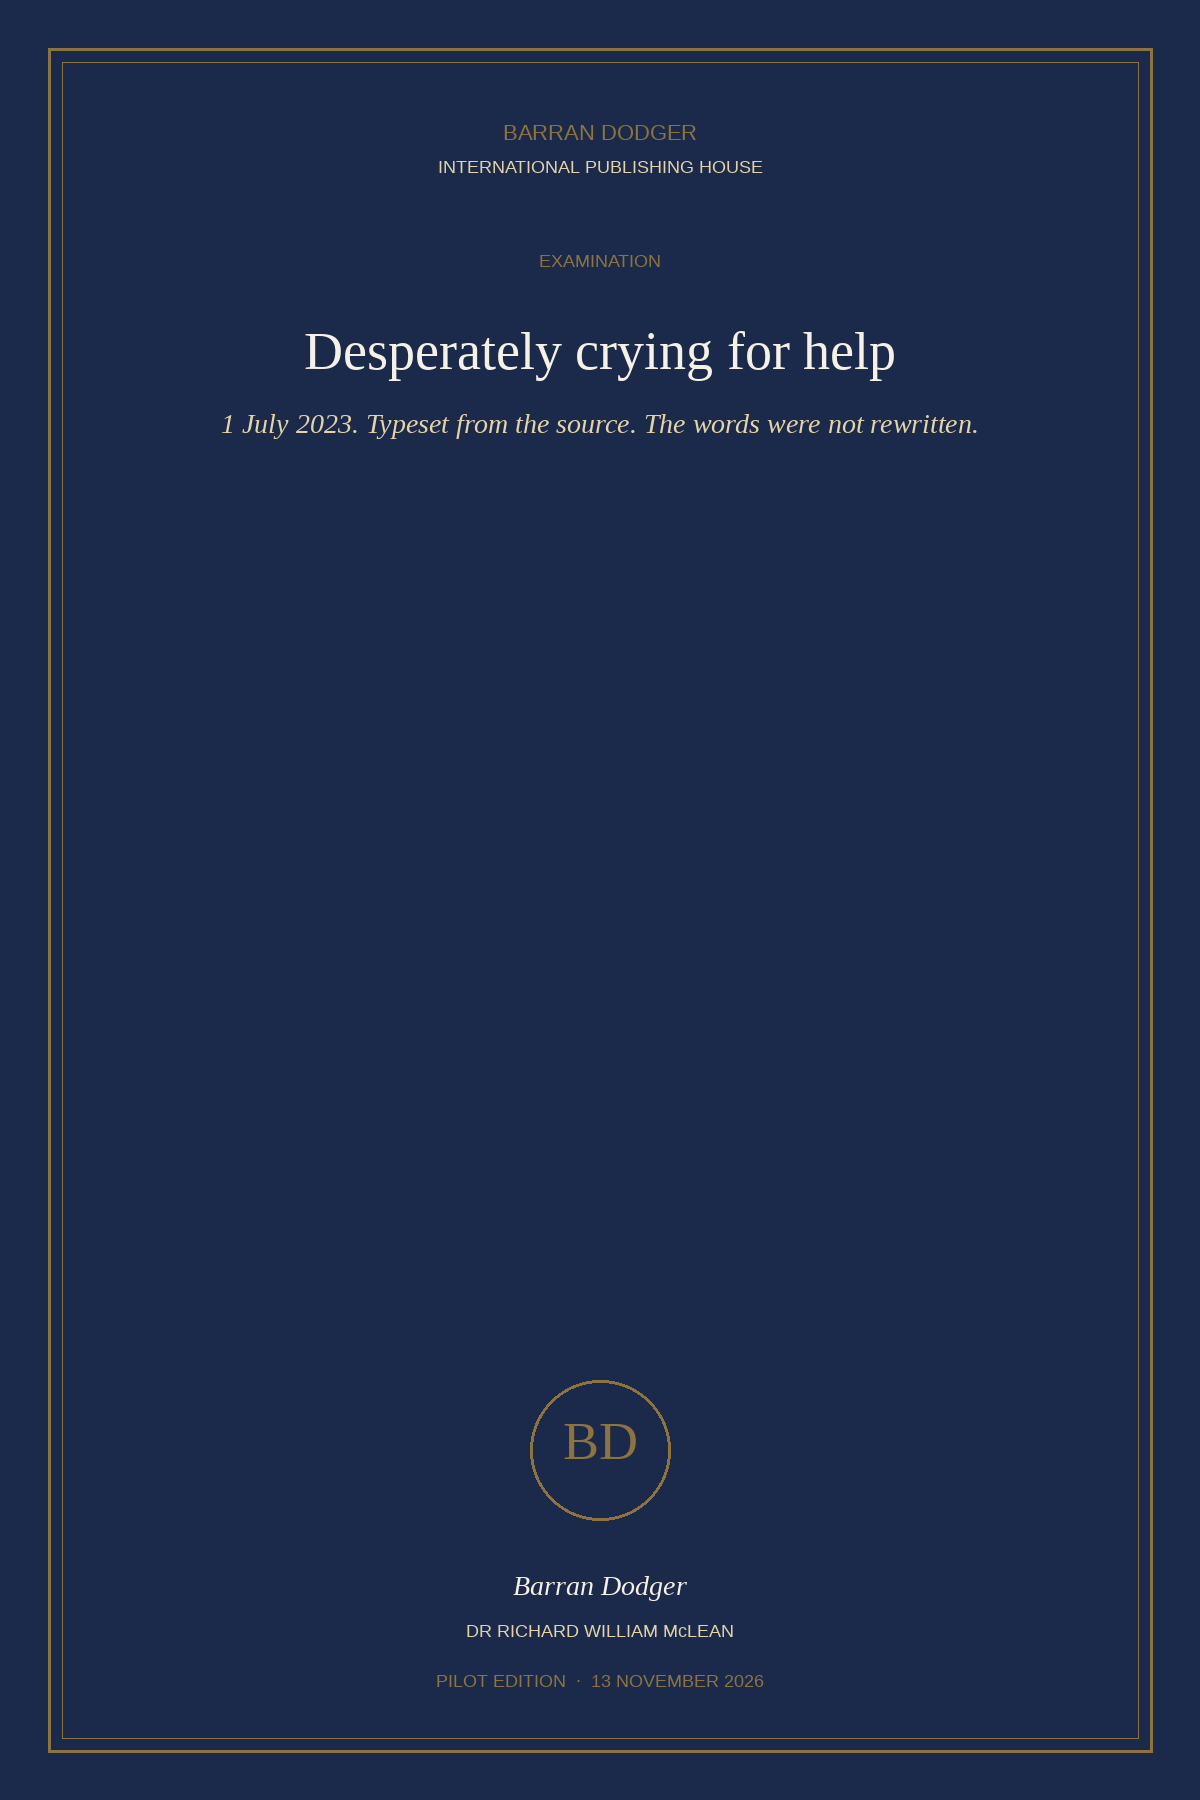 BARRAN DODGER
INTERNATIONAL PUBLISHING HOUSE
EXAMINATION
Desperately crying for help
1 July 2023. Typeset from the source. The words were not rewritten.
BD
Barran Dodger
DR RICHARD WILLIAM McLEAN
PILOT EDITION · 13 NOVEMBER 2026